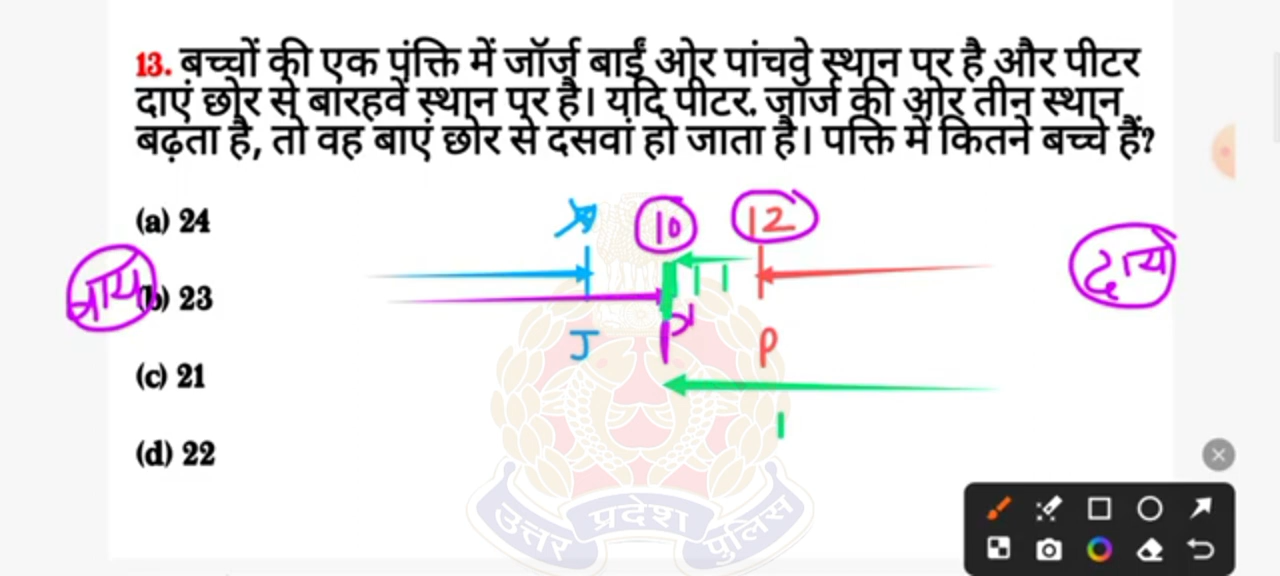 13. बच्चों की एक पंक्ति में जॉर्ज बाईं ओर पांचवे स्थान पर है और पीटर
दाएं छोर से बारहवें स्थान पर है। यदि पीटर. जॉर्ज की ओर तीन स्थान
बढ़ता है, तो वह बाएं छोर से दसवां हो जाता है। पंक्ति में कितने बच्चे हैं?
(a) 24
10 12
बाय
दाये
(b) 23
J P P
(c) 21
1
(d) 22
उत्तर प्रदेश पुलिस